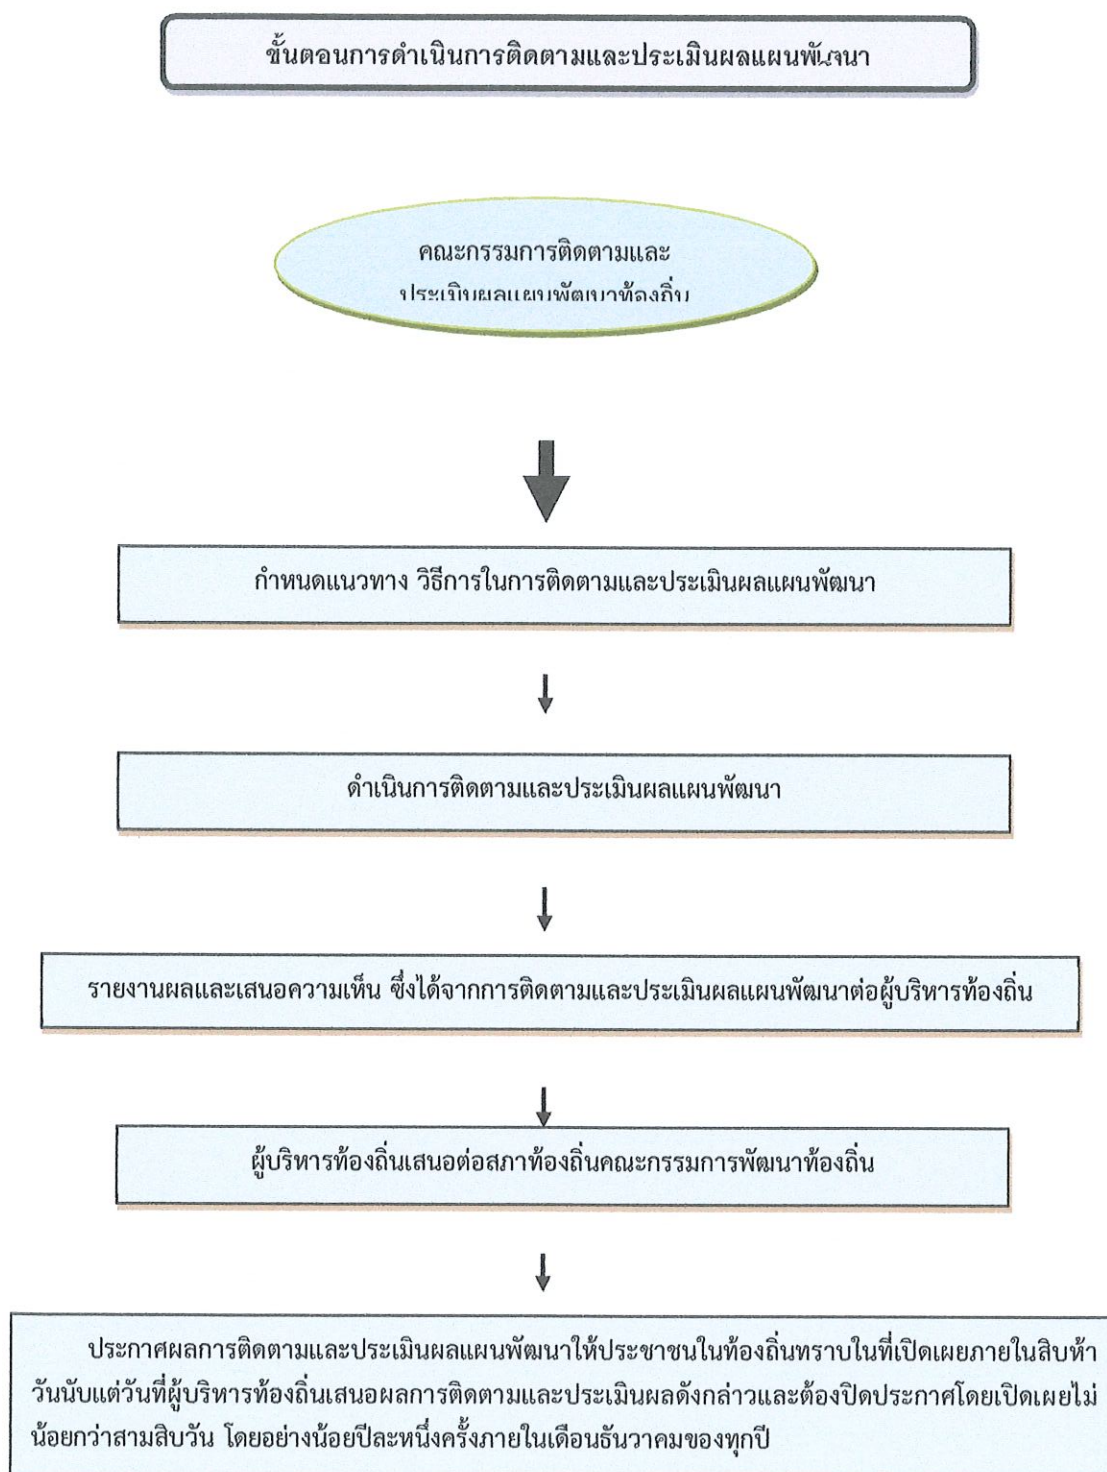 ขั้นตอนการดำเนินการติดตามและประเมินผลแผนพัฒนา
คณะกรรมการติดตามและ
ประเมินผลแผนพัฒนาท้องถิ่น
กำหนดแนวทาง วิธีการในการติดตามและประเมินผลแผนพัฒนา
ดำเนินการติดตามและประเมินผลแผนพัฒนา
รายงานผลและเสนอความเห็น ซึ่งได้จากการติดตามและประเมินผลแผนพัฒนาต่อผู้บริหารท้องถิ่น
ผู้บริหารท้องถิ่นเสนอต่อสภาท้องถิ่นคณะกรรมการพัฒนาท้องถิ่น
ประกาศผลการติดตามและประเมินผลแผนพัฒนาให้ประชาชนในท้องถิ่นทราบในที่เปิดเผยภายในสิบห้า
วันนับแต่วันที่ผู้บริหารท้องถิ่นเสนอผลการติดตามและประเมินผลดังกล่าวและต้องปิดประกาศโดยเปิดเผยไม่
น้อยกว่าสามสิบวัน โดยอย่างน้อยปีละหนึ่งครั้งภายในเดือนธันวาคมของทุกปี